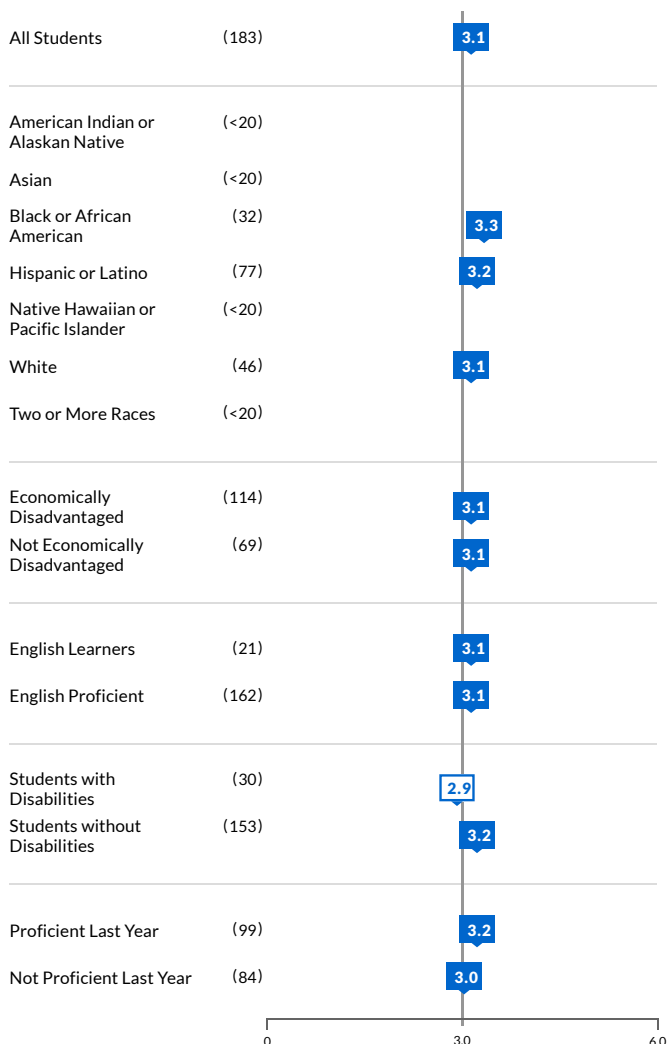 All Students (183) 3.1
American Indian or (<20)
Alaskan Native
Asian (<20)
Black or African (32) 3.3
American
Hispanic or Latino (77) 3.2
Native Hawaiian or (<20)
Pacific Islander
White (46) 3.1
Two or More Races (<20)
Economically (114) 3.1
Disadvantaged
Not Economically (69) 3.1
Disadvantaged
English Learners (21) 3.1
English Proficient (162) 3.1
Students with (30) 2.9
Disabilities
Students without (153) 3.2
Disabilities
Proficient Last Year (99) 3.2
Not Proficient Last Year (84) 3.0
0 3.0 6.0